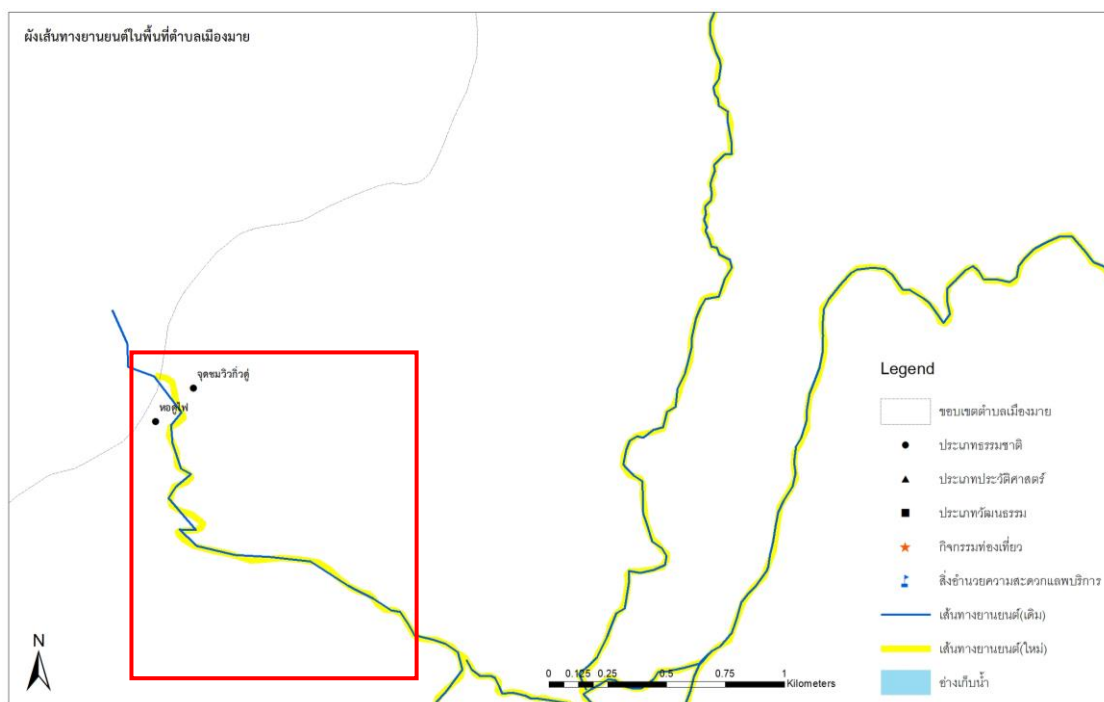 ผังเส้นทางยานยนต์ในพื้นที่ตำบลเมืองมาย
จุดชมวิวกิ่วคู่
หอดูไฟ
Legend
ขอบเขตตำบลเมืองมาย
ประเภทธรรมชาติ
ประเภทประวัติศาสตร์
ประเภทวัฒนธรรม
กิจกรรมท่องเที่ยว
สิ่งอำนวยความสะดวกแลพบริการ
เส้นทางยานยนต์(เดิม)
เส้นทางยานยนต์(ใหม่)
อ่างเก็บน้ำ
N
0 0.125 0.25 0.5 0.75 1
Kilometers